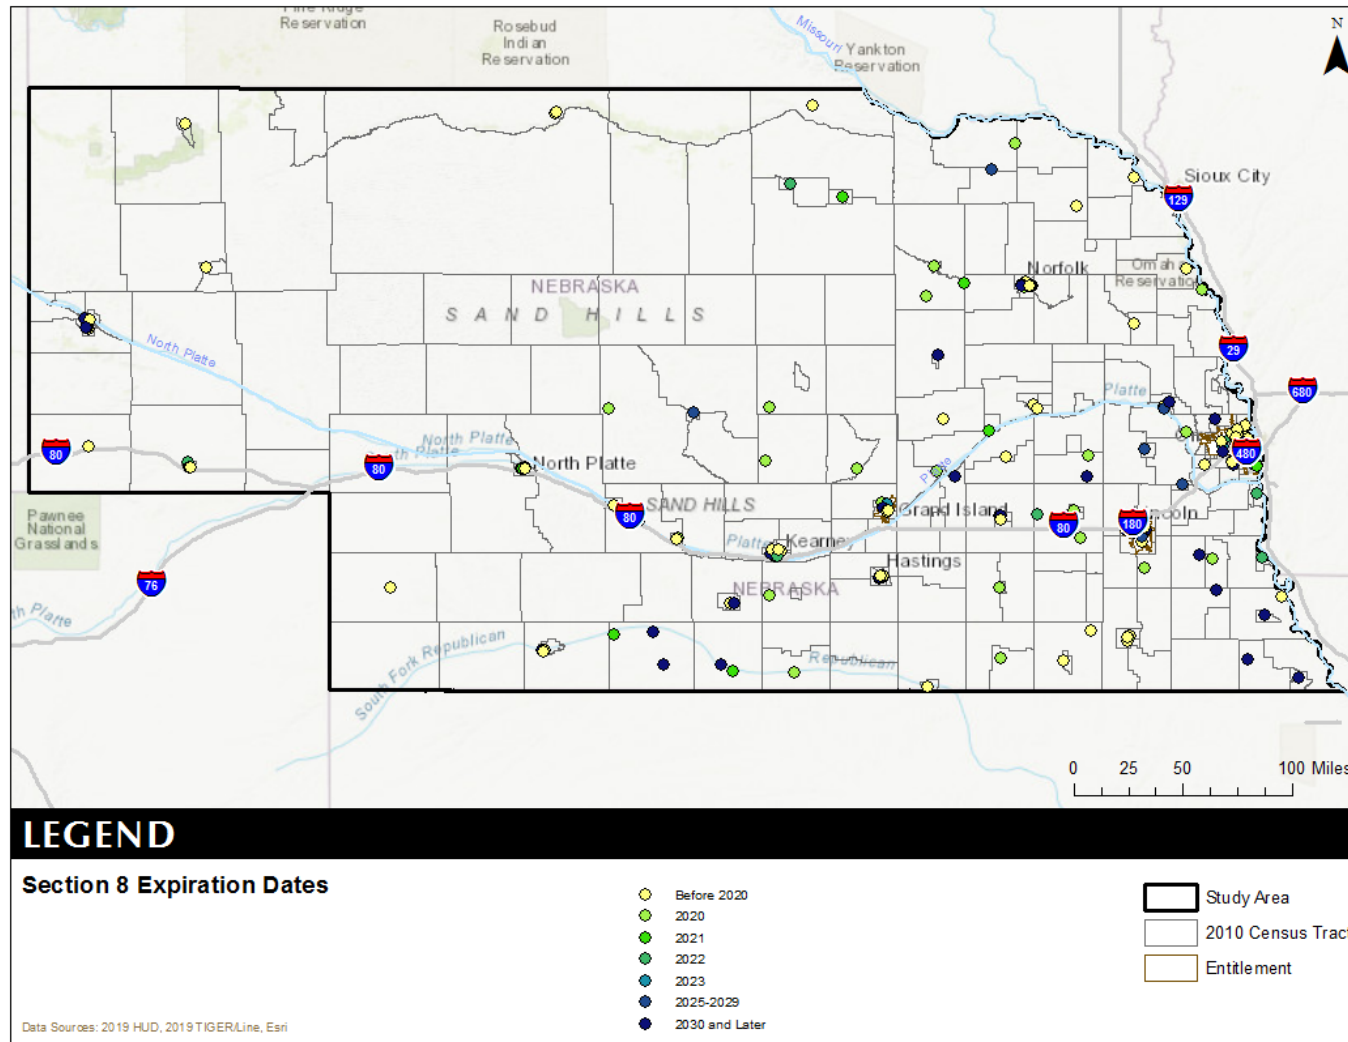 Pine Ridge
Reservation
Rosebud
Indian
Reservation
Missouri
Yankton
Reservation
N
Sioux City
129
Norfolk
Omaha
Reservation
NEBRASKA
SAND HILLS
North Platte
29
680
Platte
North Platte
South Platte
80
80
480
North Platte
Platte
SAND HILLS
80
Grand Island
80
180
Lincoln
Pawnee
National
Grasslands
Platte
Kearney
Hastings
76
NEBRASKA
South Fork Republican
Republican
0 25 50 100 Miles
LEGEND
Section 8 Expiration Dates
Before 2020
2020
2021
2022
2023
2025-2029
2030 and Later
Study Area
2010 Census Tract
Entitlement
Data Sources: 2019 HUD, 2019 TIGER/Line, Esri